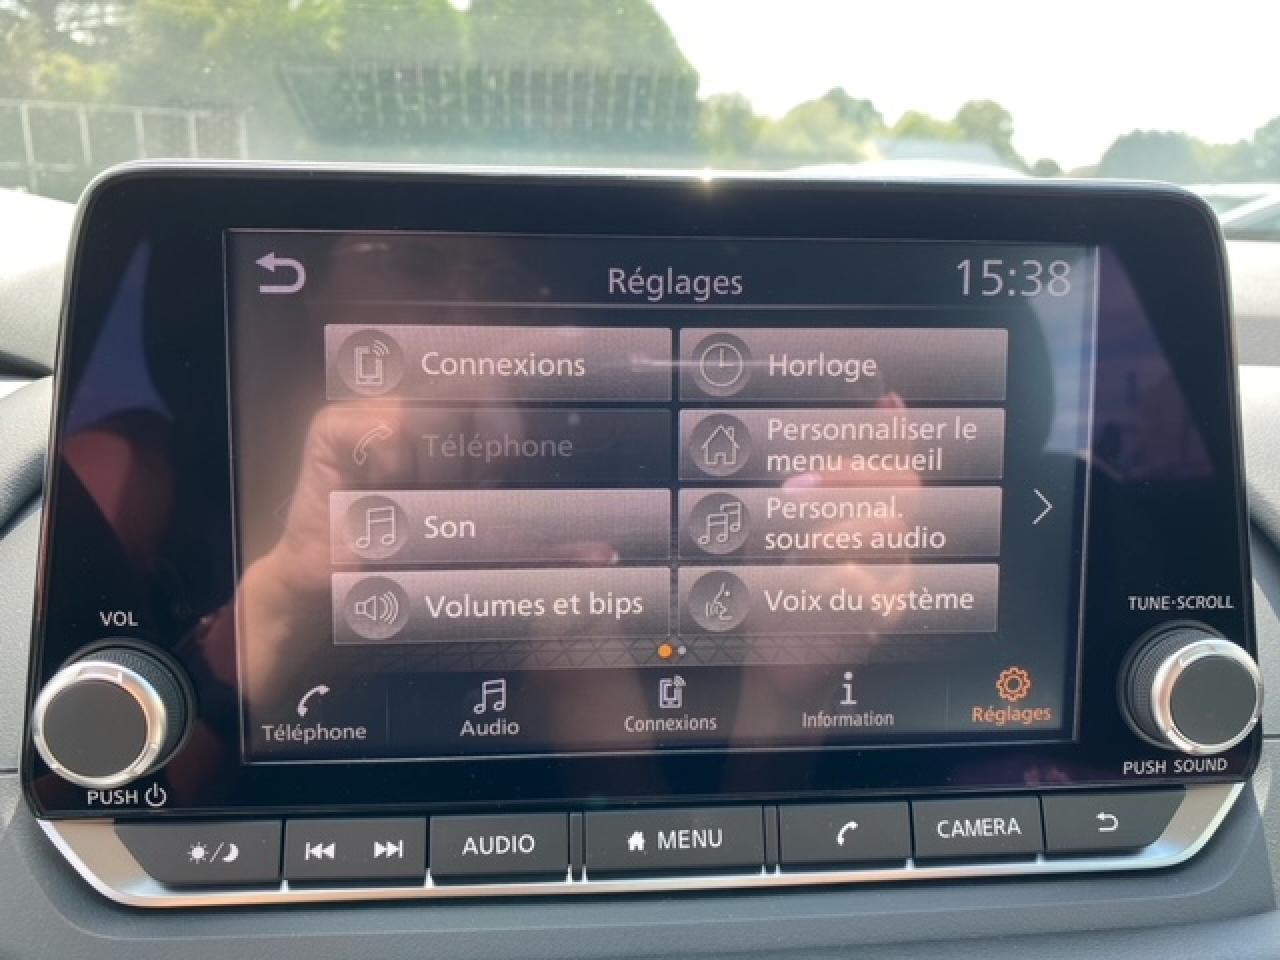 Réglages
15:38
Connexions
Horloge
Téléphone
Personnaliser le
menu accueil
Son
Personnal.
sources audio
Volumes et bips
Voix du système
Téléphone
Audio
Connexions
Information
Réglages
VOL
PUSH
TUNE·SCROLL
PUSH SOUND
AUDIO
MENU
CAMERA